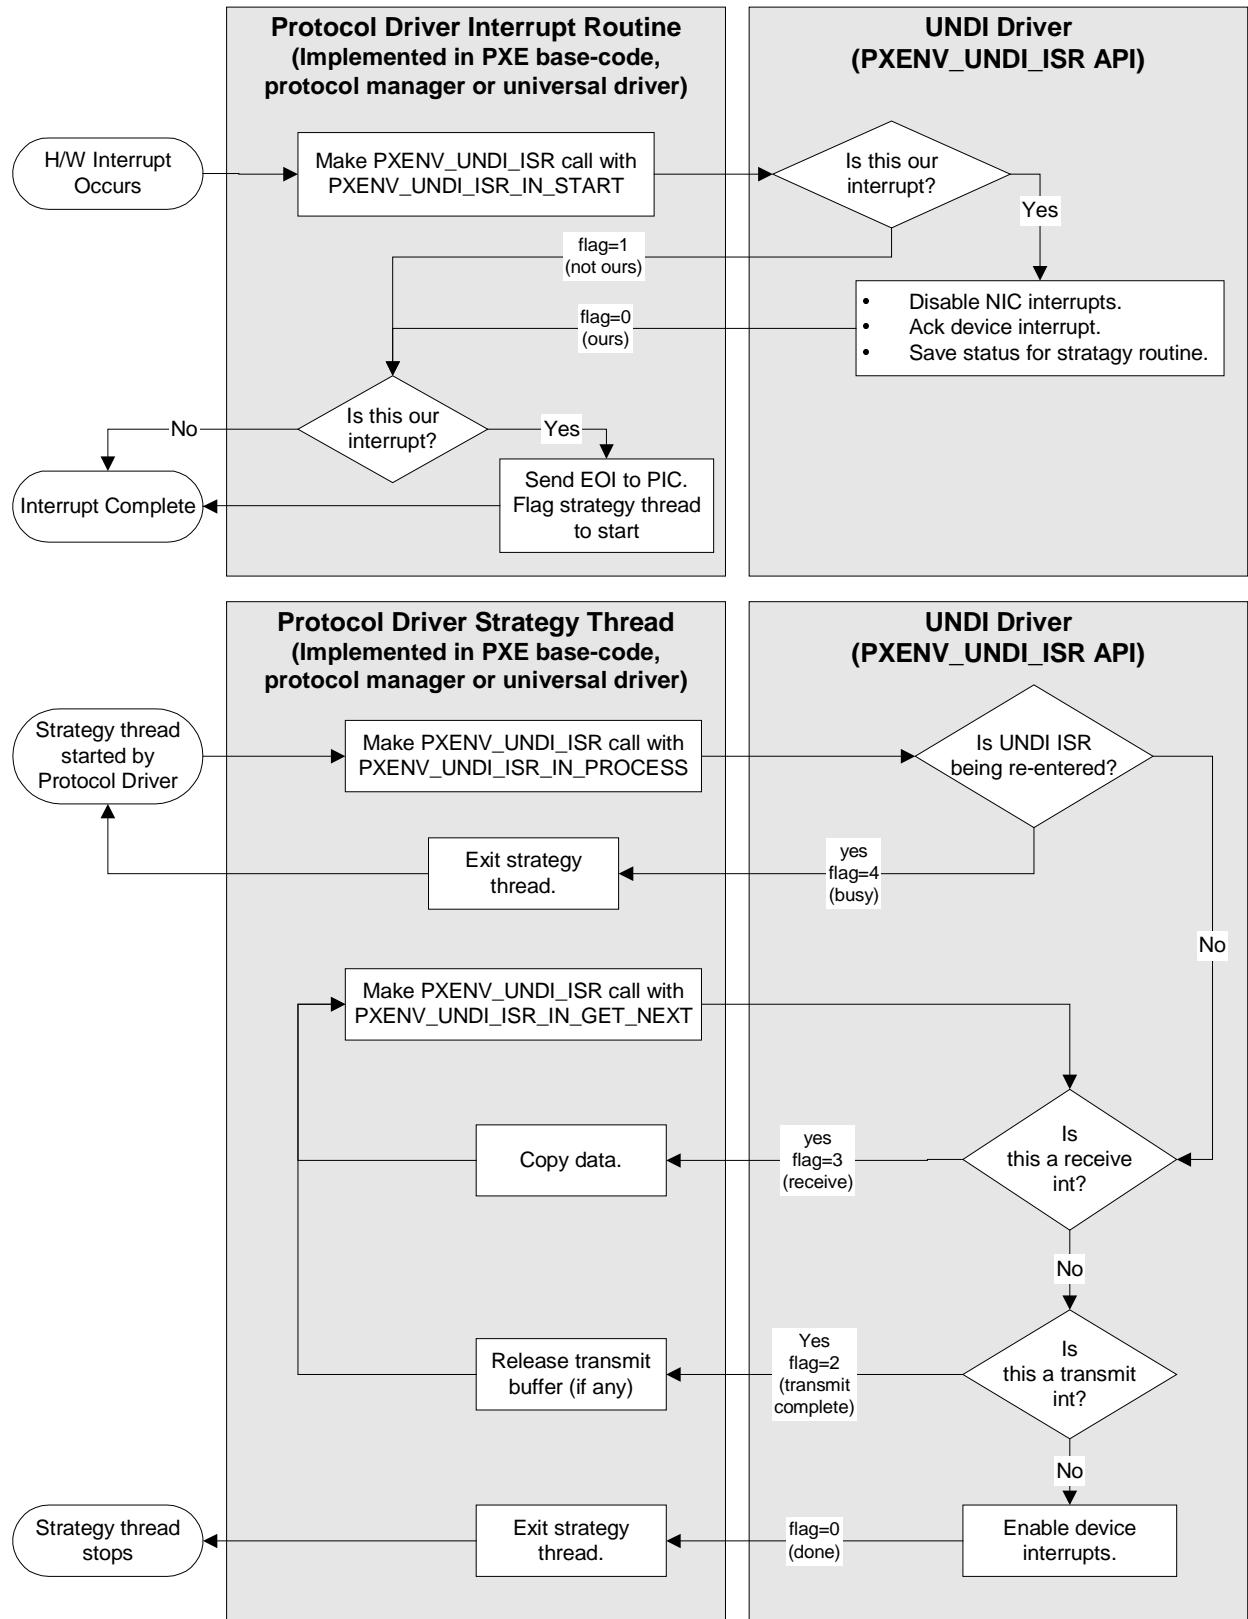 Protocol Driver Interrupt Routine
(Implemented in PXE base-code,
protocol manager or universal driver)
UNDI Driver
(PXENV_UNDI_ISR API)
H/W Interrupt
Occurs
Make PXENV_UNDI_ISR call with
PXENV_UNDI_ISR_IN_START
Is this our
interrupt?
Yes
flag=1
(not ours)
• Disable NIC interrupts.
• Ack device interrupt.
• Save status for stratagy routine.
flag=0
(ours)
Is this our
interrupt?
No
Yes
Send EOI to PIC.
Flag strategy thread
to start
Interrupt Complete
Protocol Driver Strategy Thread
(Implemented in PXE base-code,
protocol manager or universal driver)
UNDI Driver
(PXENV_UNDI_ISR API)
Strategy thread
started by
Protocol Driver
Make PXENV_UNDI_ISR call with
PXENV_UNDI_ISR_IN_PROCESS
Is UNDI ISR
being re-entered?
yes
flag=4
(busy)
Exit strategy
thread.
No
Make PXENV_UNDI_ISR call with
PXENV_UNDI_ISR_IN_GET_NEXT
Is
this a receive
int?
yes
flag=3
(receive)
Copy data.
No
Is
this a transmit
int?
Yes
flag=2
(transmit
complete)
Release transmit
buffer (if any)
No
Enable device
interrupts.
flag=0
(done)
Exit strategy
thread.
Strategy thread
stops